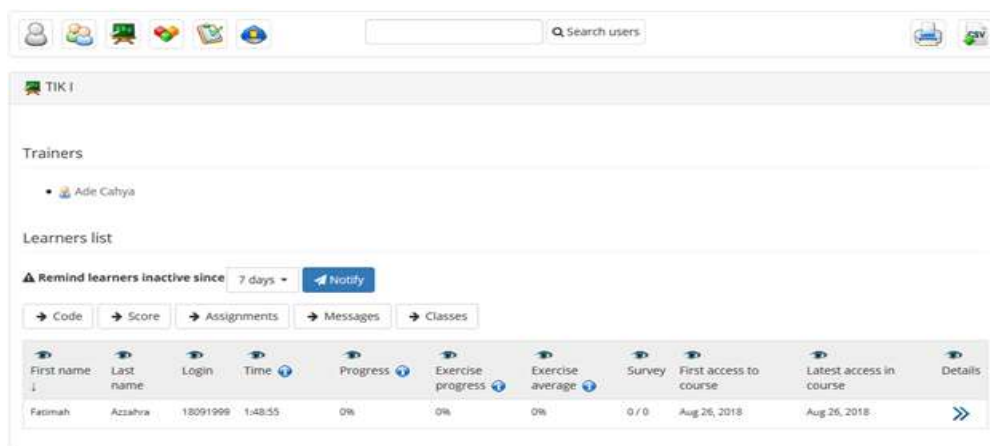 Search users
CSV
TIK I
Trainers
Ade Cahya
Learners list
Remind learners inactive since 7 days Notify
Code Score Assignments Messages Classes
First name ↓ Last name Login Time Progress Exercise progress Exercise average Survey First access to course Latest access in course Details
Fatimah Azzahra 18091999 1:48:55 0% 0% 0% 0 / 0 Aug 26, 2018 Aug 26, 2018